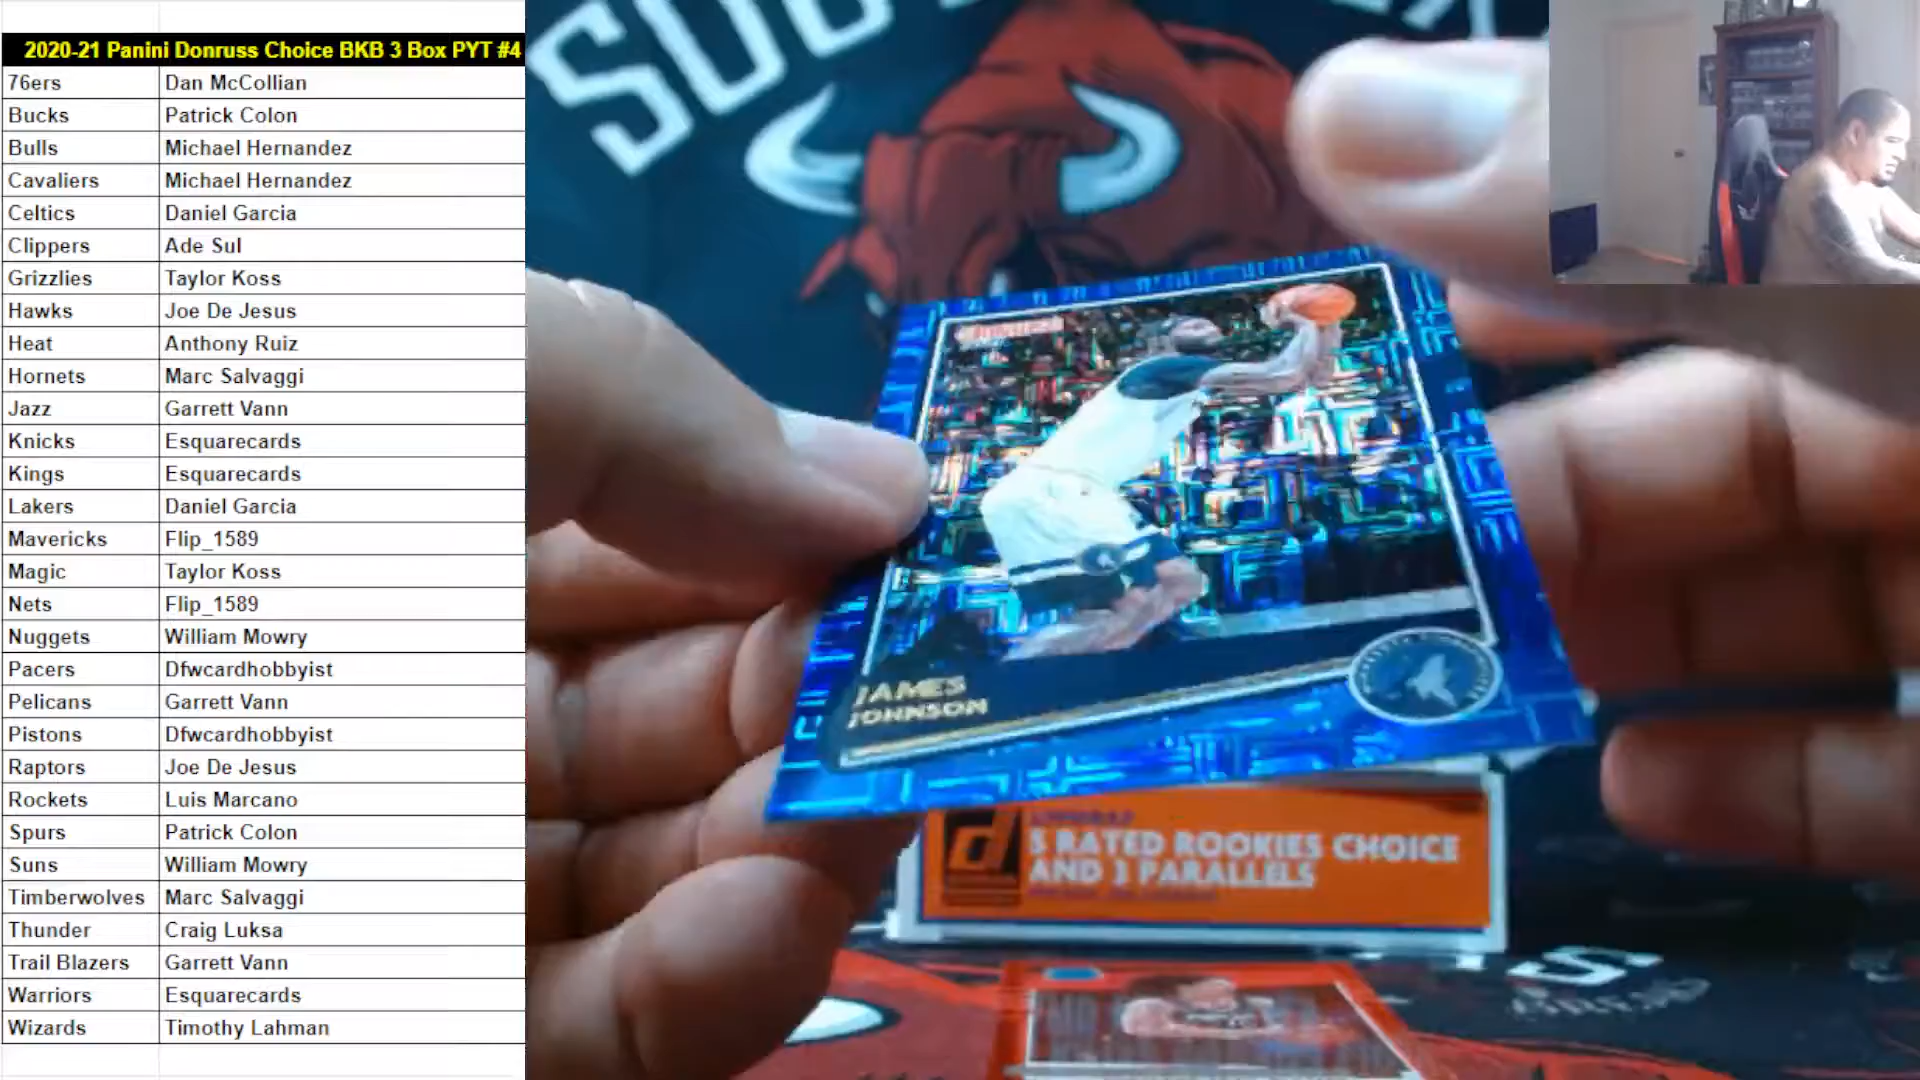 2020-21 Panini Donruss Choice BKB 3 Box PYT #4
76ers Dan McCollian
Bucks Patrick Colon
Bulls Michael Hernandez
Cavaliers Michael Hernandez
Celtics Daniel Garcia
Clippers Ade Sul
Grizzlies Taylor Koss
Hawks Joe De Jesus
Heat Anthony Ruiz
Hornets Marc Salvaggi
Jazz Garrett Vann
Knicks Esquarecards
Kings Esquarecards
Lakers Daniel Garcia
Mavericks Flip_1589
Magic Taylor Koss
Nets Flip_1589
Nuggets William Mowry
Pacers Dfwcardhobbyist
Pelicans Garrett Vann
Pistons Dfwcardhobbyist
Raptors Joe De Jesus
Rockets Luis Marcano
Spurs Patrick Colon
Suns William Mowry
Timberwolves Marc Salvaggi
Thunder Craig Luksa
Trail Blazers Garrett Vann
Warriors Esquarecards
Wizards Timothy Lahman
JAMES
JOHNSON
d
5 RATED ROOKIES CHOICE
AND 3 PARALLELS